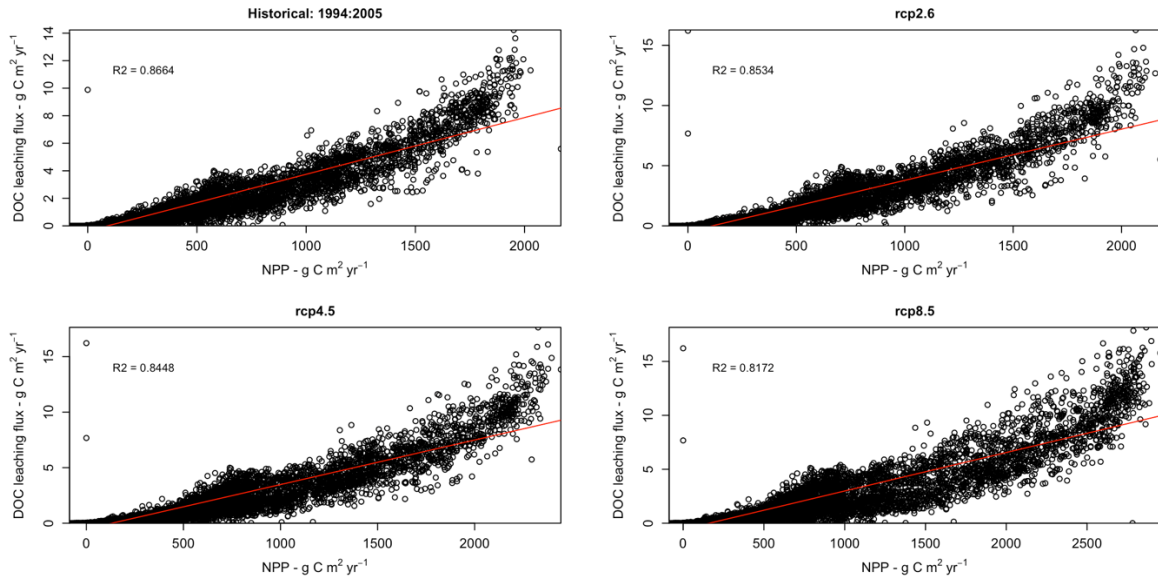 Historical: 1994:2005
DOC leaching flux - g C m² yr⁻¹
14
12
10
8
6
4
2
0
R2 = 0.8664
0 500 1000 1500 2000
NPP - g C m² yr⁻¹
rcp2.6
DOC leaching flux - g C m² yr⁻¹
15
10
5
0
R2 = 0.8534
0 500 1000 1500 2000
NPP - g C m² yr⁻¹
rcp4.5
DOC leaching flux - g C m² yr⁻¹
15
10
5
0
R2 = 0.8448
0 500 1000 1500 2000
NPP - g C m² yr⁻¹
rcp8.5
DOC leaching flux - g C m² yr⁻¹
15
10
5
0
R2 = 0.8172
0 500 1000 1500 2000 2500
NPP - g C m² yr⁻¹